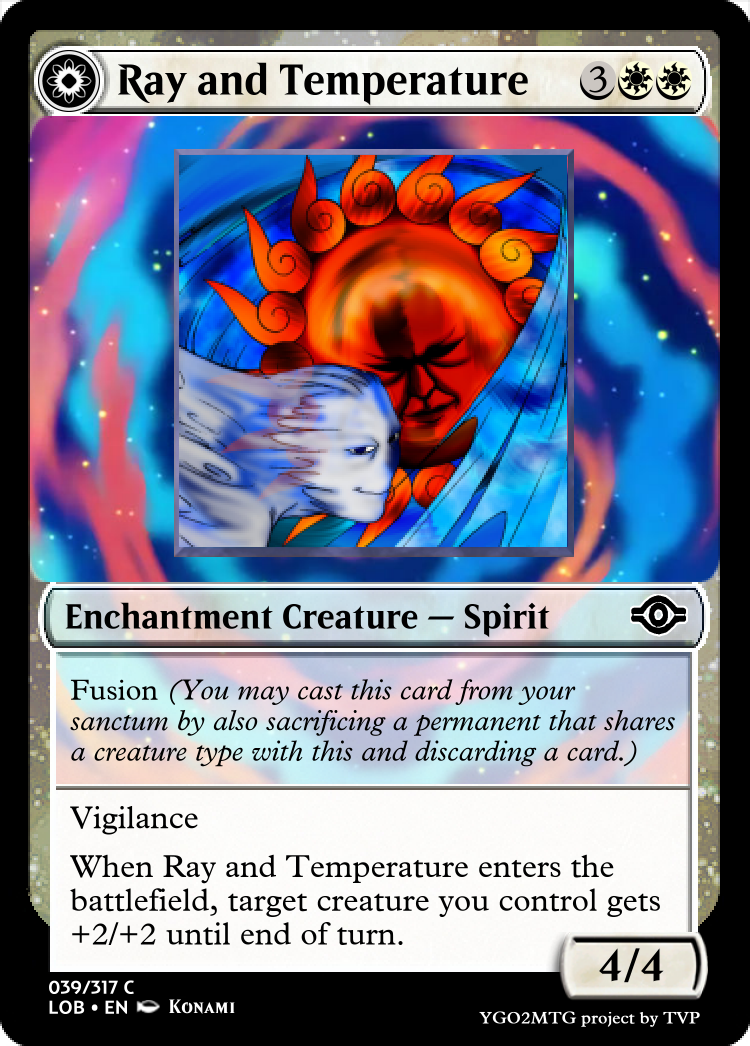 Ray and Temperature 3
Enchantment Creature — Spirit
Fusion (You may cast this card from your
sanctum by also sacrificing a permanent that shares
a creature type with this and discarding a card.)
Vigilance
When Ray and Temperature enters the
battlefield, target creature you control gets
+2/+2 until end of turn.
4/4
039/317 C
LOB • EN KONAMI
YGO2MTG project by TVP